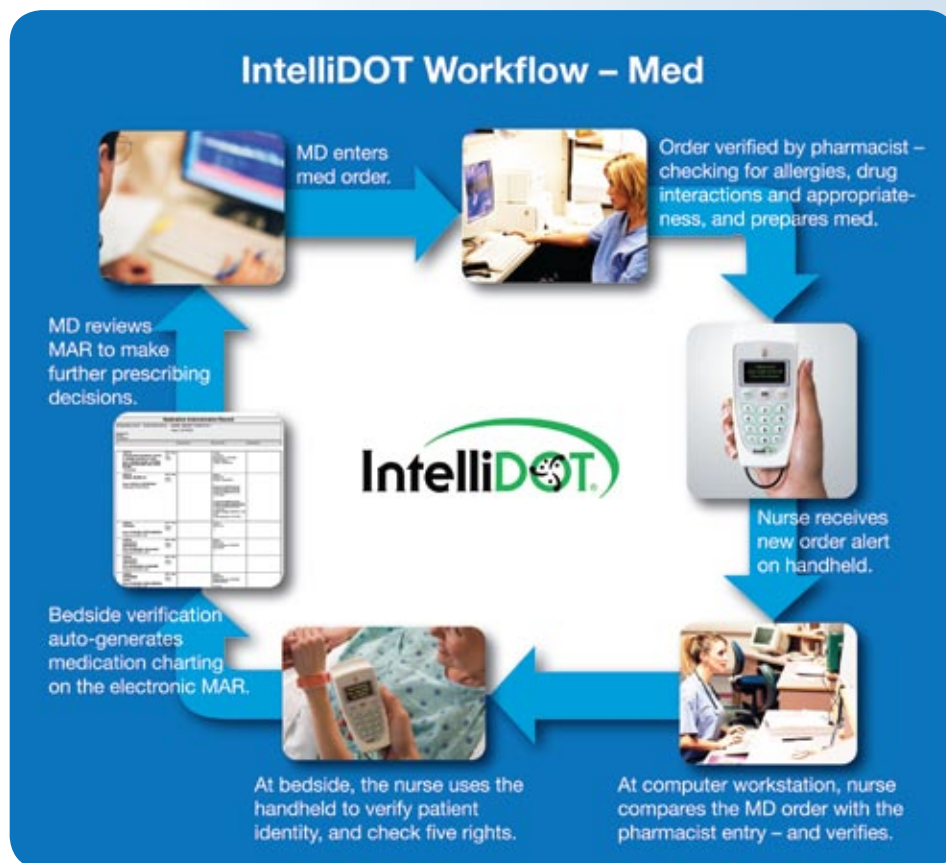 IntelliDOT Workflow – Med
MD enters
med order.
Order verified by pharmacist –
checking for allergies, drug
interactions and appropriate-
ness, and prepares med.
Nurse receives
new order alert
on handheld.
At computer workstation, nurse
compares the MD order with the
pharmacist entry – and verifies.
At bedside, the nurse uses the
handheld to verify patient
identity, and check five rights.
Bedside verification
auto-generates
medication charting
on the electronic MAR.
MD reviews
MAR to make
further prescribing
decisions.
IntelliDOT®